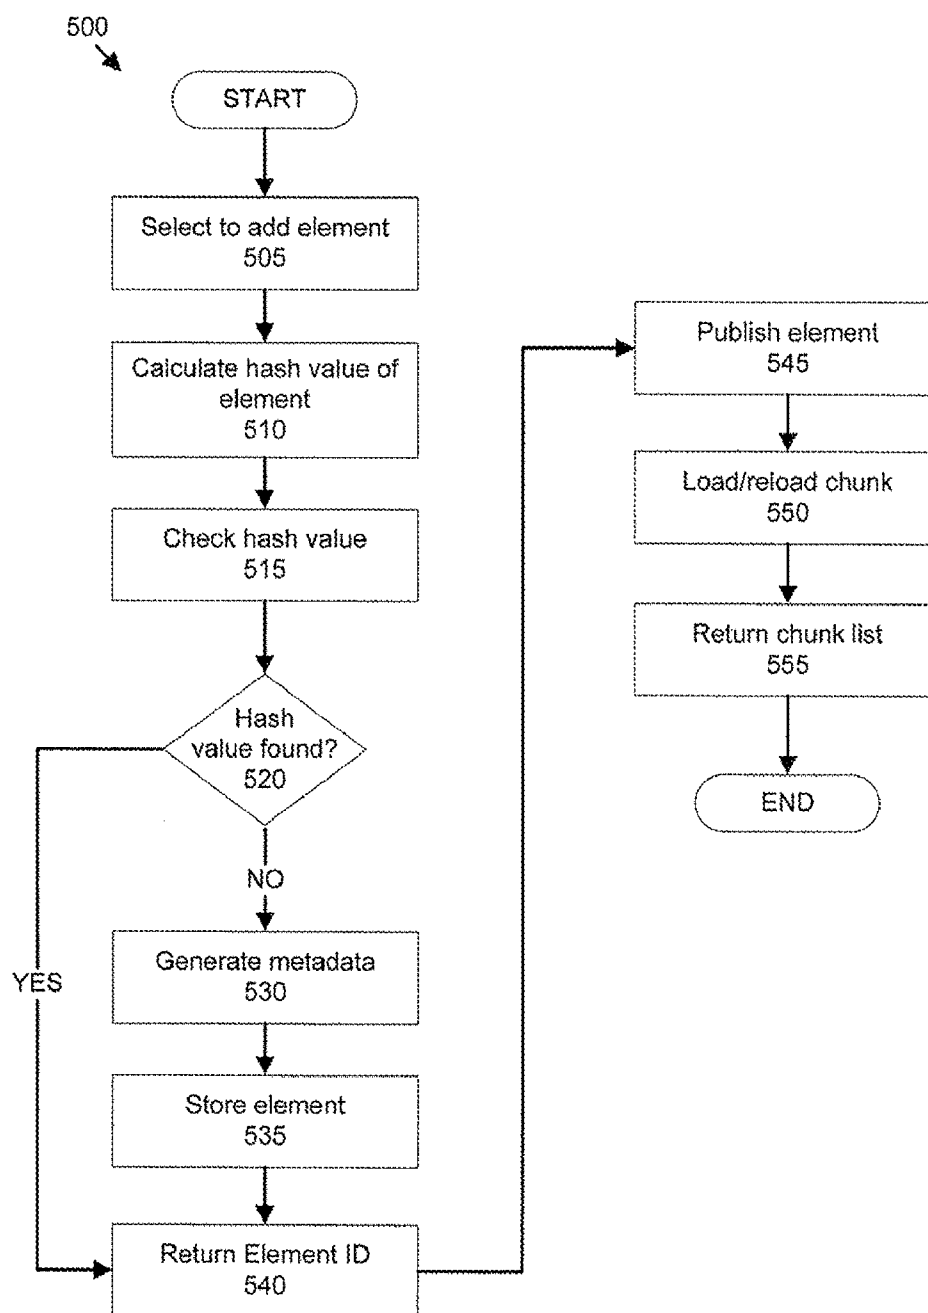 500
START
Select to add element
505
Calculate hash value of
element
510
Check hash value
515
Hash
value found?
520
NO
YES
Generate metadata
530
Store element
535
Return Element ID
540
Publish element
545
Load/reload chunk
550
Return chunk list
555
END